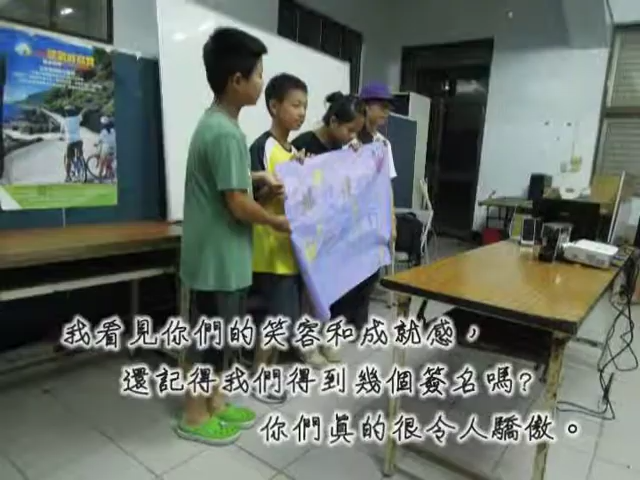 我看見你們的笑容和成就感，
還記得我們得到幾個簽名嗎?
你們真的很令人驕傲。